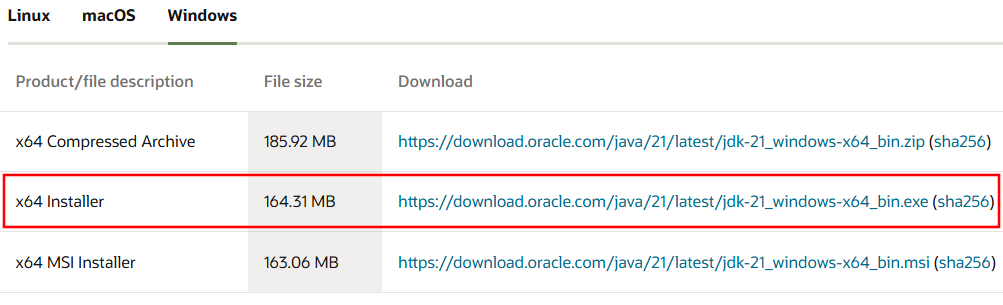 Linux macOS Windows
Product/file description File size Download
x64 Compressed Archive 185.92 MB https://download.oracle.com/java/21/latest/jdk-21_windows-x64_bin.zip (sha256)
x64 Installer 164.31 MB https://download.oracle.com/java/21/latest/jdk-21_windows-x64_bin.exe (sha256)
x64 MSI Installer 163.06 MB https://download.oracle.com/java/21/latest/jdk-21_windows-x64_bin.msi (sha256)